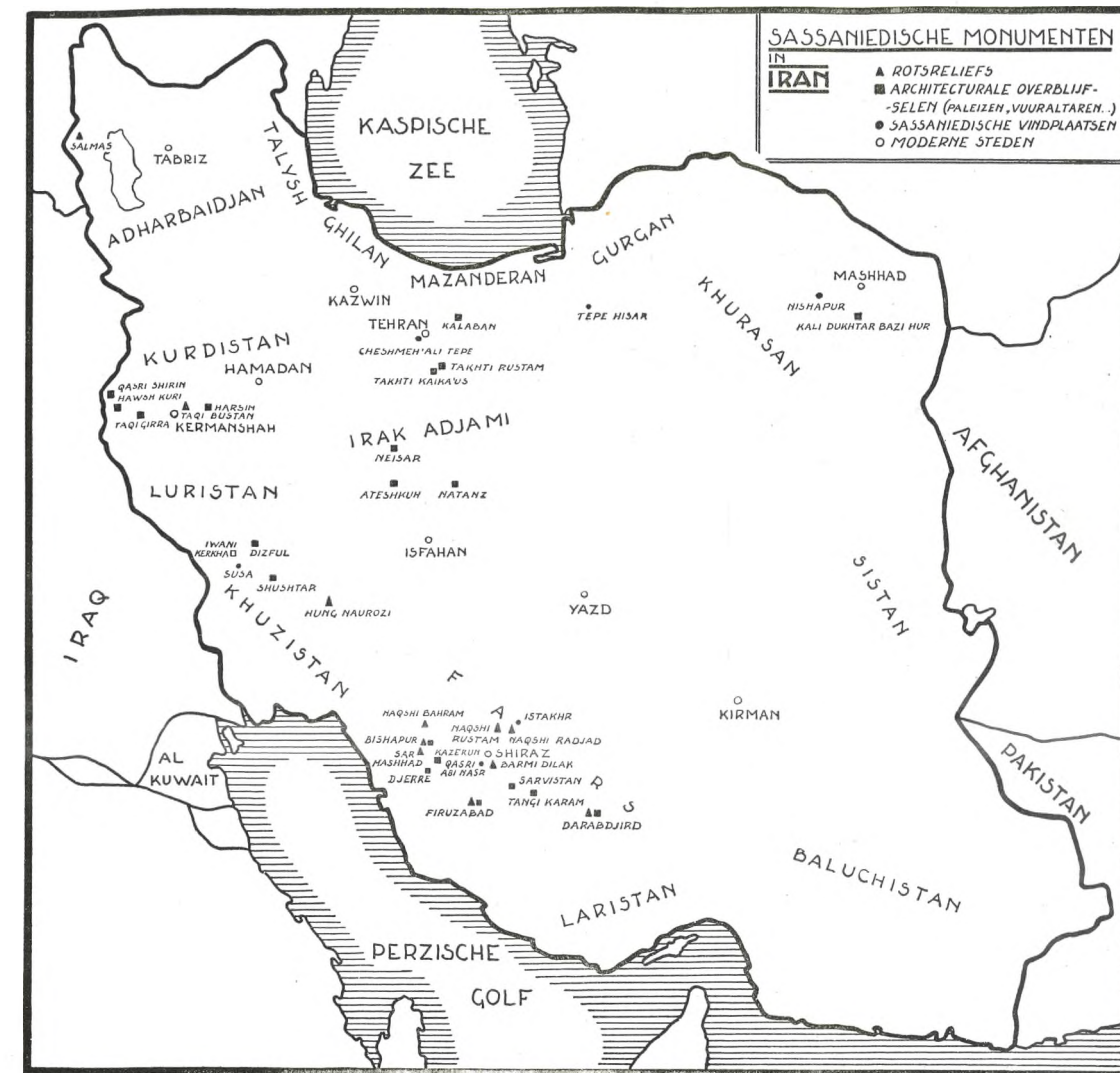 SASSANIEDISCHE MONUMENTEN
IN
IRAN
ROTSRELIEFS
ARCHITECTURALE OVERBLIJF-
-SELEN (PALEIZEN, VUURALTAREN..)
SASSANIEDISCHE VINDPLAATSEN
MODERNE STEDEN
KASPISCHE
ZEE
SALMAS
TABRIZ
TALYSH
ADHARBAIDJAN
GHILAN
MAZANDERAN
GURGAN
KHURASAN
MASHHAD
NISHAPUR
KALI DUKHTAR BAZI HUR
KAZWIN
TEHRAN
KALABAN
TEPE HISAR
CHESHMEH'ALI TEPE
TAKHTI RUSTAM
TAKHTI KAIKA'US
KURDISTAN
HAMADAN
QASRI SHIRIN
HAWSH KURI
TAQI GIRRA
TAQI BUSTAN
HARSIN
KERMANSHAH
IRAK ADJAMI
NEISAR
ATESHKUH
NATANZ
LURISTAN
ISFAHAN
IWANI
KERKHA
DIZFUL
SUSA
SHUSHTAR
HUNG NAUROZI
KHUZISTAN
IRAQ
YAZD
AFGHANISTAN
SISTAN
KIRMAN
PAKISTAN
FARS
NAQSHI BAHRAM
BISHAPUR
SAR
MASHHAD
DJERRE
KAZERUN
NAQSHI
RUSTAM
ISTAKHR
NAQSHI RADJAD
SHIRAZ
QASRI
ABI NASR
BARMI DILAK
SARVISTAN
TANGI KARAM
FIRUZABAD
DARABDJIRD
AL
KUWAIT
LARISTAN
BALUCHISTAN
PERZISCHE
GOLF